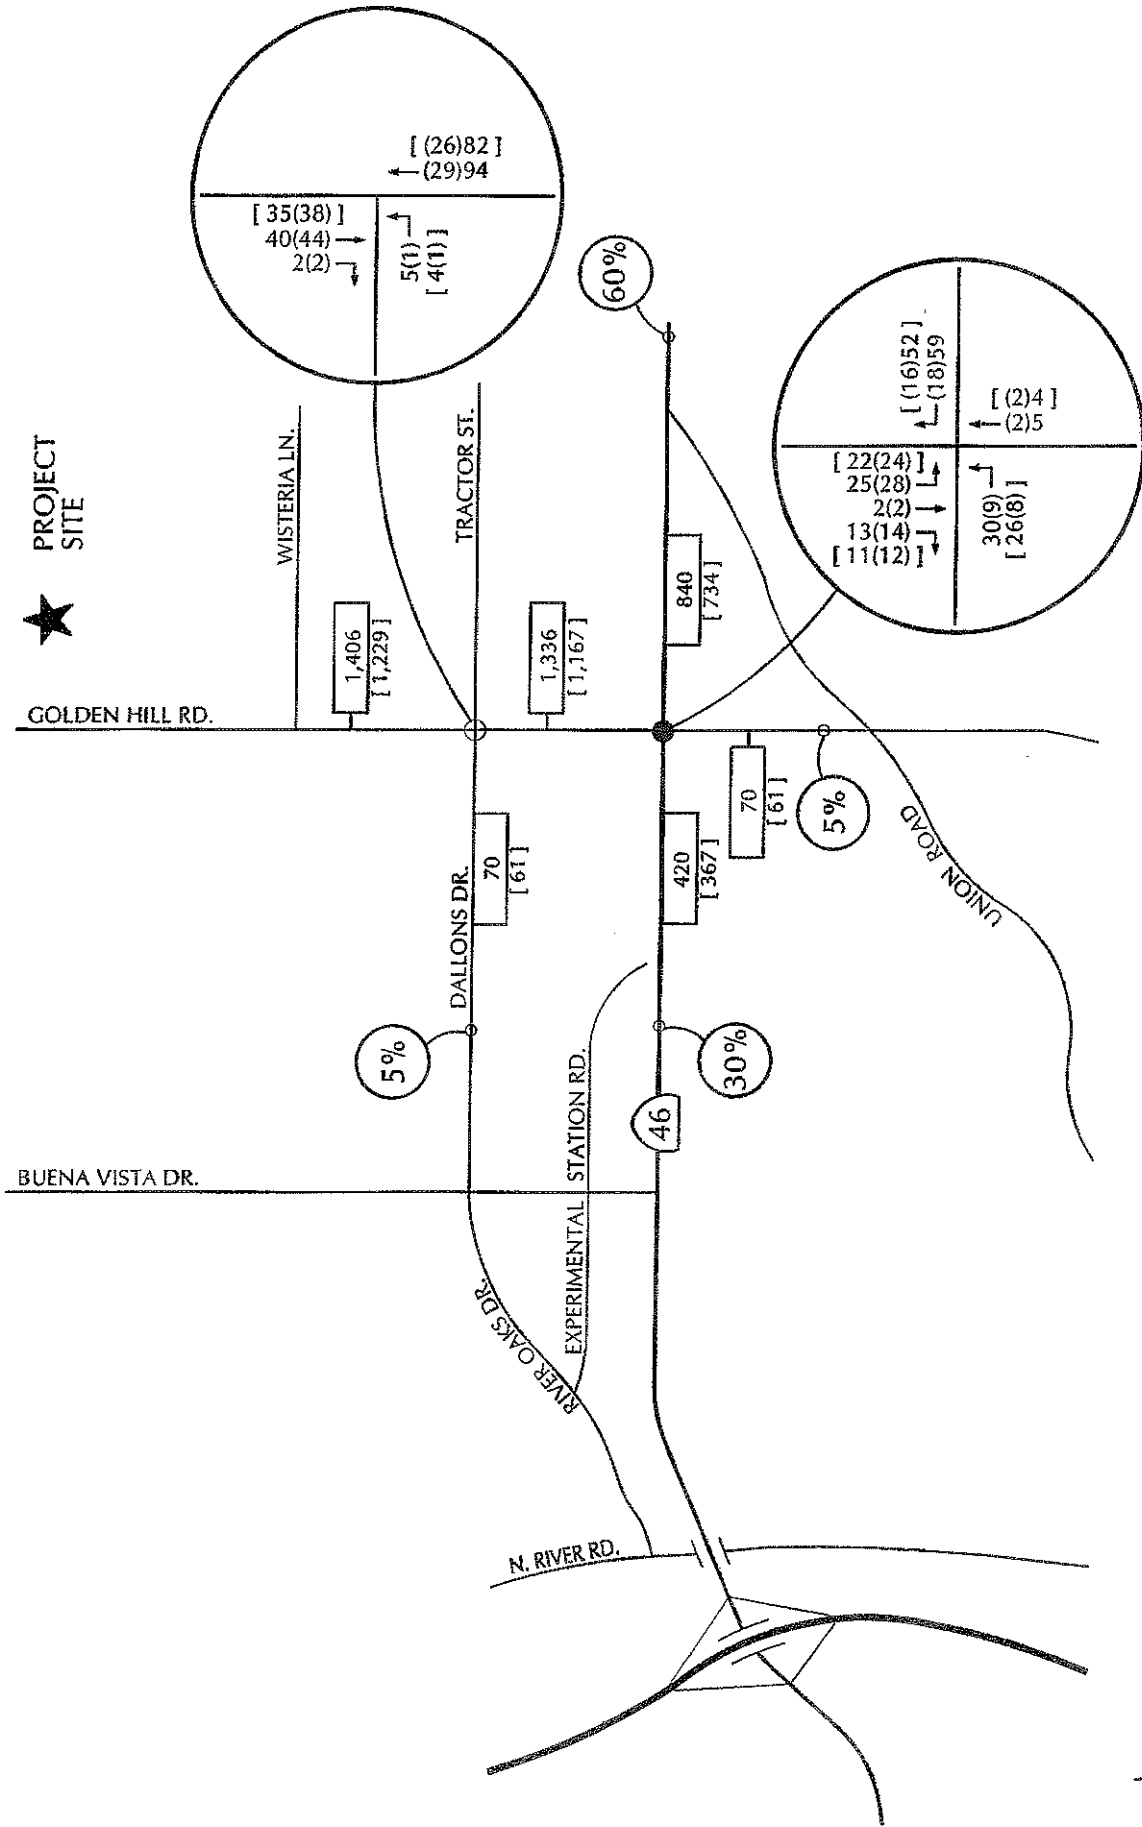 PROJECT
SITE
[ (26)82 ]
(29)94
[ 35(38) ]
40(44)
2(2)
5(1)
[ 4(1) ]
WISTERIA LN.
TRACTOR ST.
60%
GOLDEN HILL RD.
1,406
[ 1,229 ]
1,336
[ 1,167 ]
840
[ 734 ]
[ (16)52 ]
(18)59
[ (2)4 ]
(2)5
[ 22(24) ]
25(28)
2(2)
13(14)
[ 11(12) ]
30(9)
[ 26(8) ]
DALLONS DR.
70
[ 61 ]
420
[ 367 ]
70
[ 61 ]
5%
UNION ROAD
5%
30%
46
BUENA VISTA DR.
EXPERIMENTAL STATION RD.
RIVER OAKS DR.
N. RIVER RD.